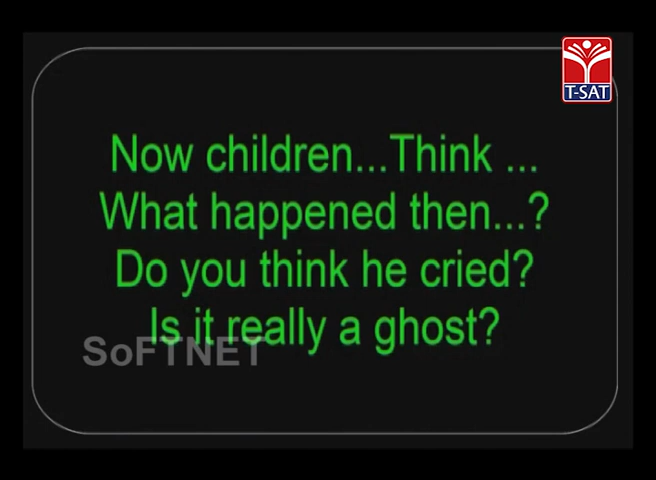 T-SAT
Now children...Think ...
What happened then...?
Do you think he cried?
Is it really a ghost?
SoFTNET